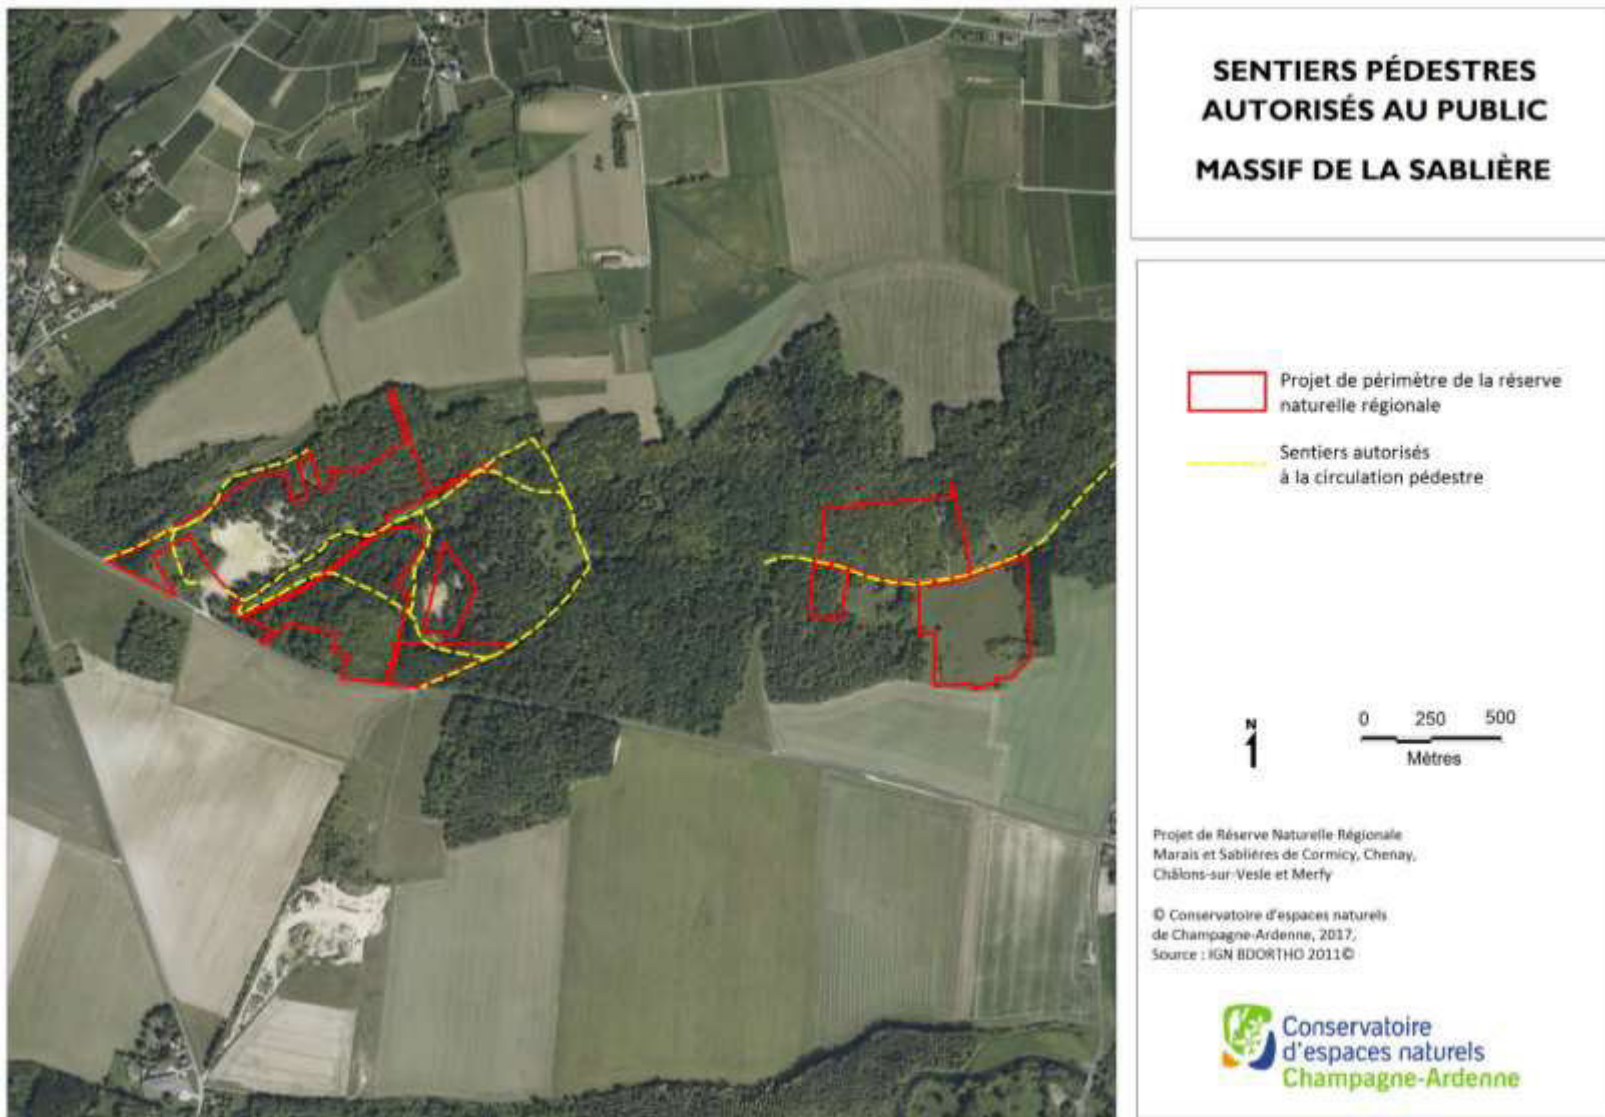 SENTIERS PÉDESTRES
AUTORISÉS AU PUBLIC
MASSIF DE LA SABLIÈRE
Projet de périmètre de la réserve
naturelle régionale
Sentiers autorisés
à la circulation pédestre
N
0 250 500
Mètres
Projet de Réserve Naturelle Régionale
Marais et Sablières de Cormicy, Chenay,
Châlons-sur-Vesle et Merfy
© Conservatoire d'espaces naturels
de Champagne-Ardenne, 2017,
Source : IGN BDORTHO 2011©
Conservatoire
d'espaces naturels
Champagne-Ardenne